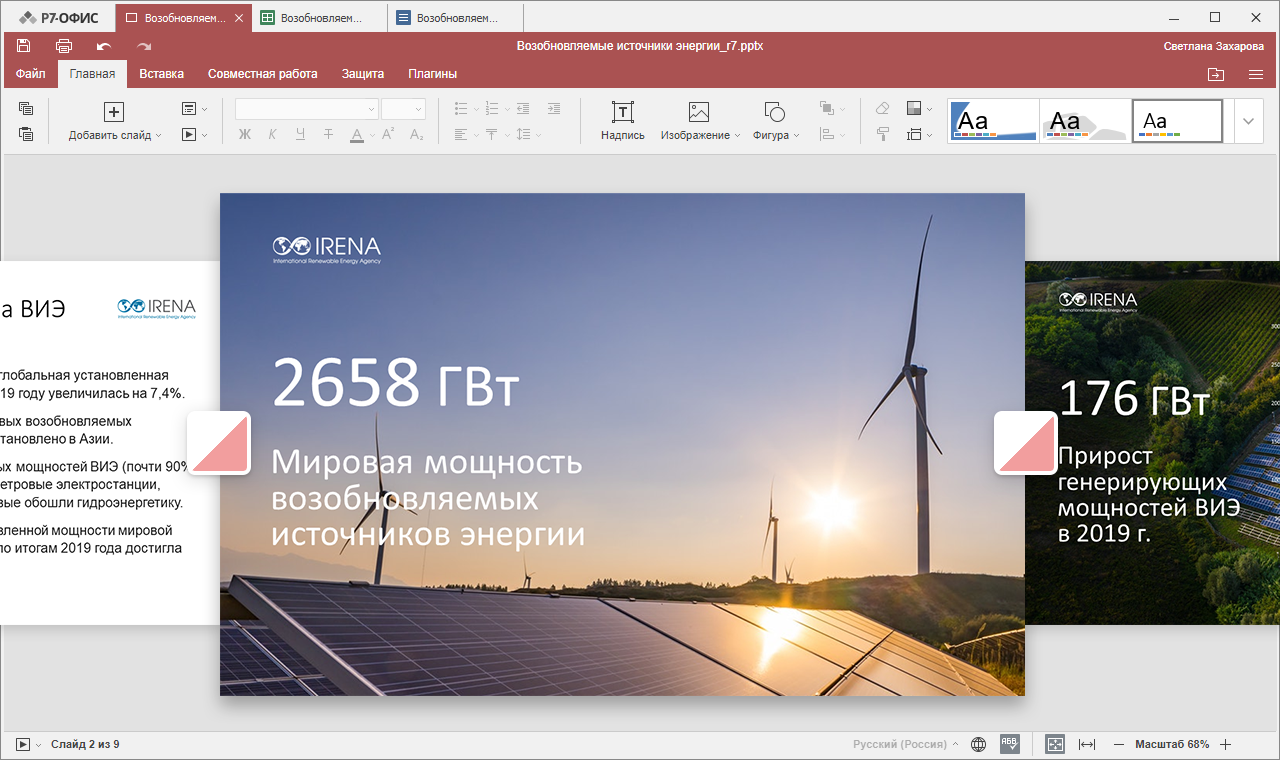 Р7-ОФИС
Возобновляем...
Возобновляем...
Возобновляем...
Возобновляемые источники энергии_r7.pptx
Светлана Захарова
Файл
Главная
Вставка
Совместная работа
Защита
Плагины
Добавить слайд
Ж К Ч Т А А² А₂
Надпись
Изображение
Фигура
Aa
Aa
Aa
а ВИЭ
IRENA
International Renewable Energy Agency
глобальная установленная
19 году увеличилась на 7,4%.
вых возобновляемых
тановлено в Азии.
ых мощностей ВИЭ (почти 90%
етровые электростанции,
вые обошли гидроэнергетику.
вленной мощности мировой
по итогам 2019 года достигла
IRENA
International Renewable Energy Agency
2658 ГВт
Мировая мощность
возобновляемых
источников энергии
IRENA
International Renewable Energy Agency
176 ГВт
Прирост
генерирующих
мощностей ВИЭ
в 2019 г.
Слайд 2 из 9
Русский (Россия)
АБВ
Масштаб 68%